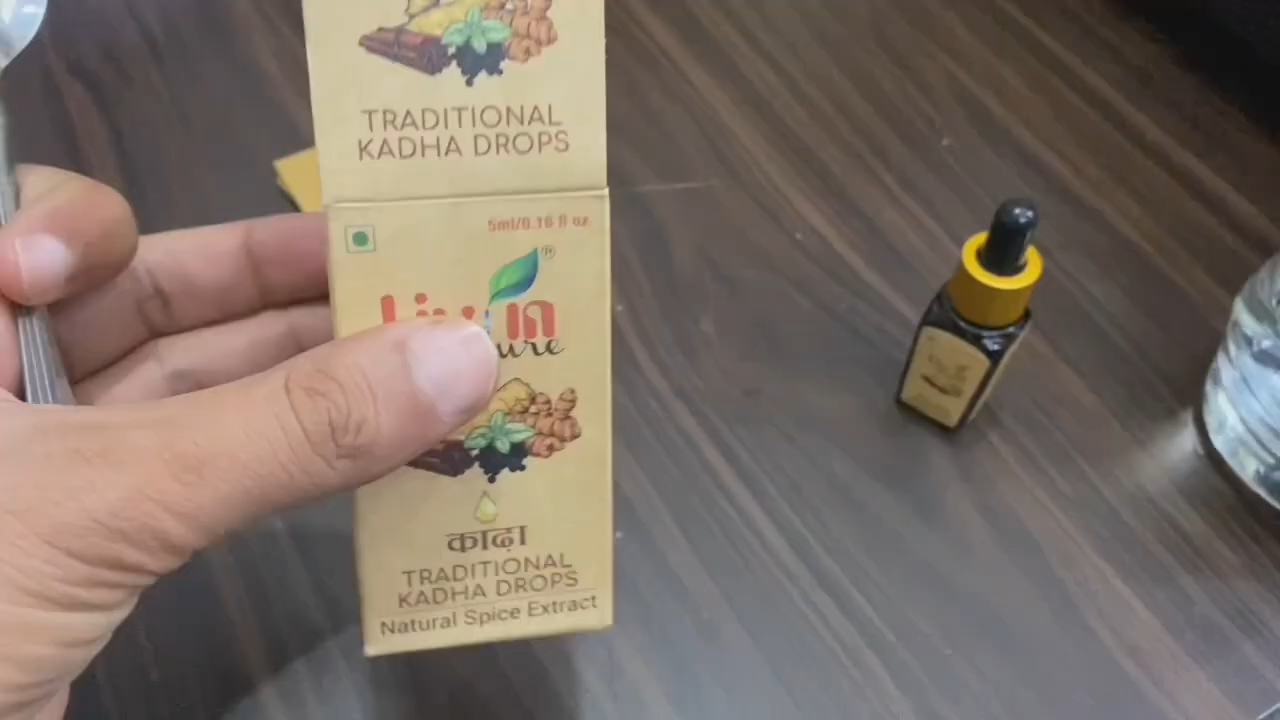 TRADITIONAL
KADHA DROPS
5ml/0.16 fl oz
काढ़ा
TRADITIONAL
KADHA DROPS
Natural Spice Extract